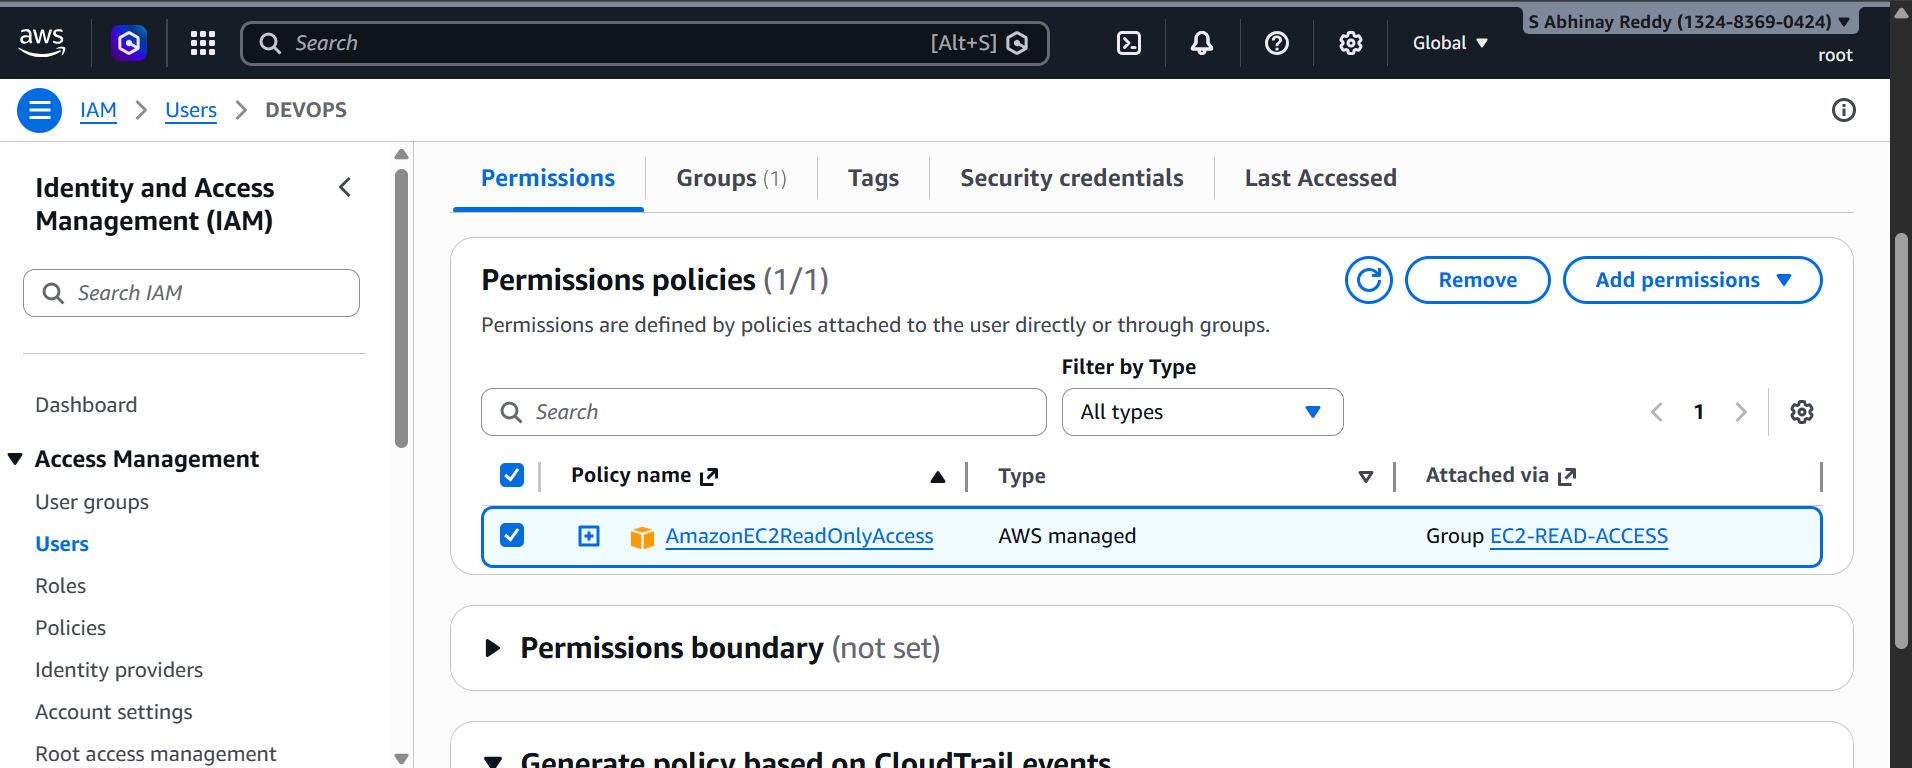 aws
Search
[Alt+S]
Global
S Abhinay Reddy (1324-8369-0424)
root
IAM
Users
DEVOPS
Identity and Access
Management (IAM)
Search IAM
Dashboard
Access Management
User groups
Users
Roles
Policies
Identity providers
Account settings
Root access management
Permissions
Groups (1)
Tags
Security credentials
Last Accessed
Permissions policies (1/1)
Remove
Add permissions
Permissions are defined by policies attached to the user directly or through groups.
Filter by Type
Search
All types
1
Policy name
Type
Attached via
AmazonEC2ReadOnlyAccess
AWS managed
Group EC2-READ-ACCESS
Permissions boundary (not set)
Generate policy based on CloudTrail events